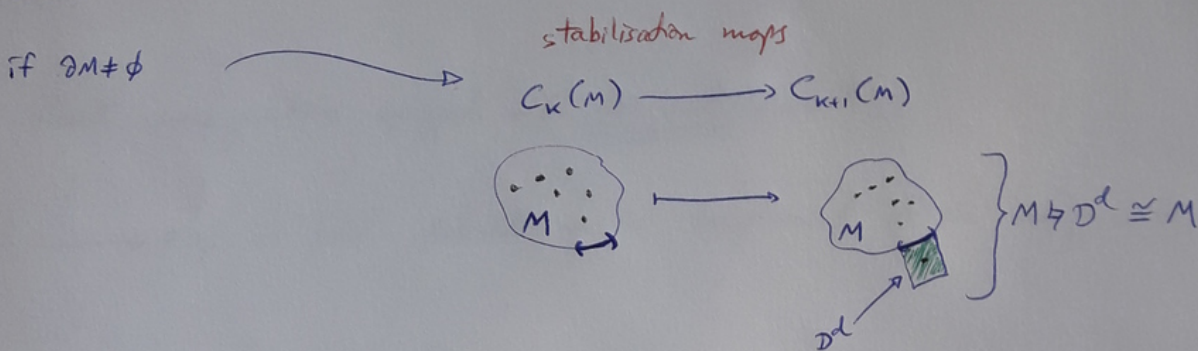 stabilisation maps
if ∂M≠∅
C_k(M) ⟶ C_{k+1}(M)
M ⟼ M } M♮D^d ≅ M
D^d